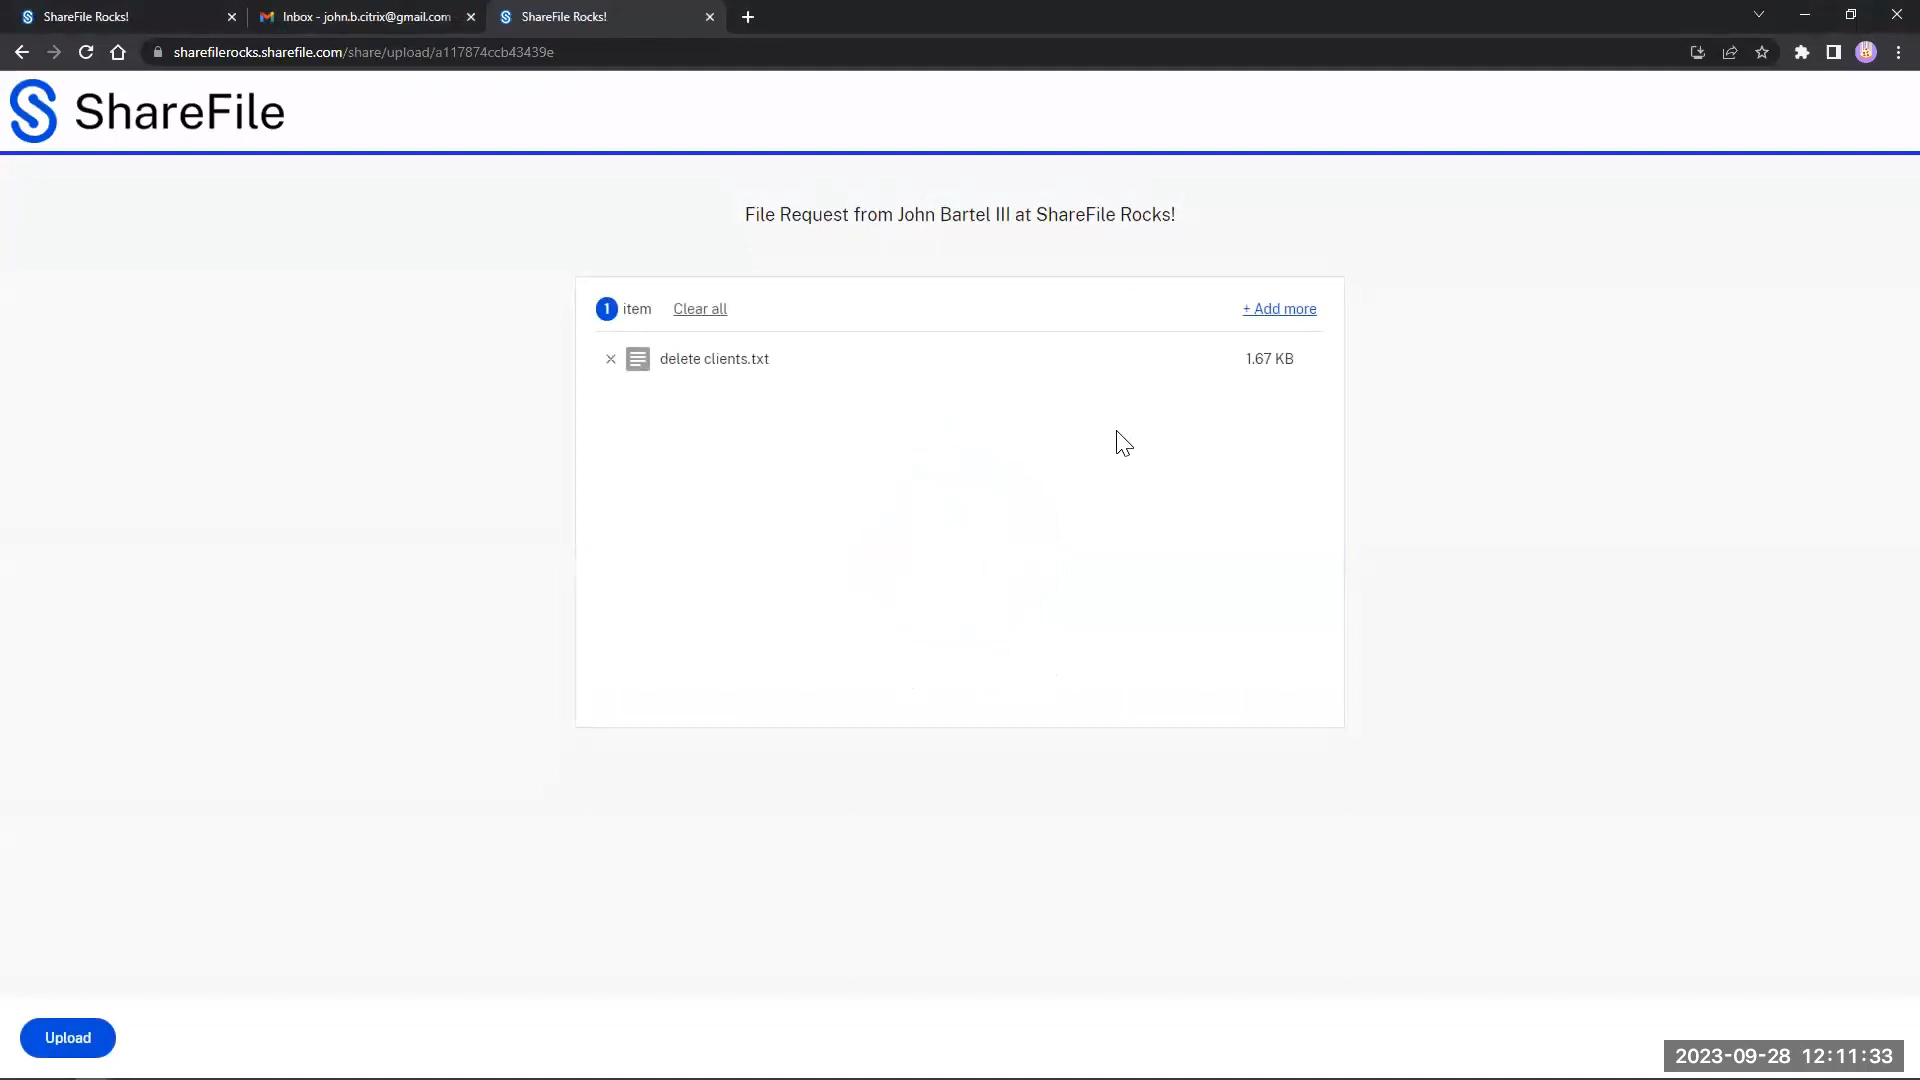 ShareFile Rocks!
Inbox - john.b.citrix@gmail.com
ShareFile Rocks!
sharefilerocks.sharefile.com/share/upload/a117874ccb43439e
ShareFile
File Request from John Bartel III at ShareFile Rocks!
1 item Clear all + Add more
delete clients.txt 1.67 KB
Upload
2023-09-28 12:11:33